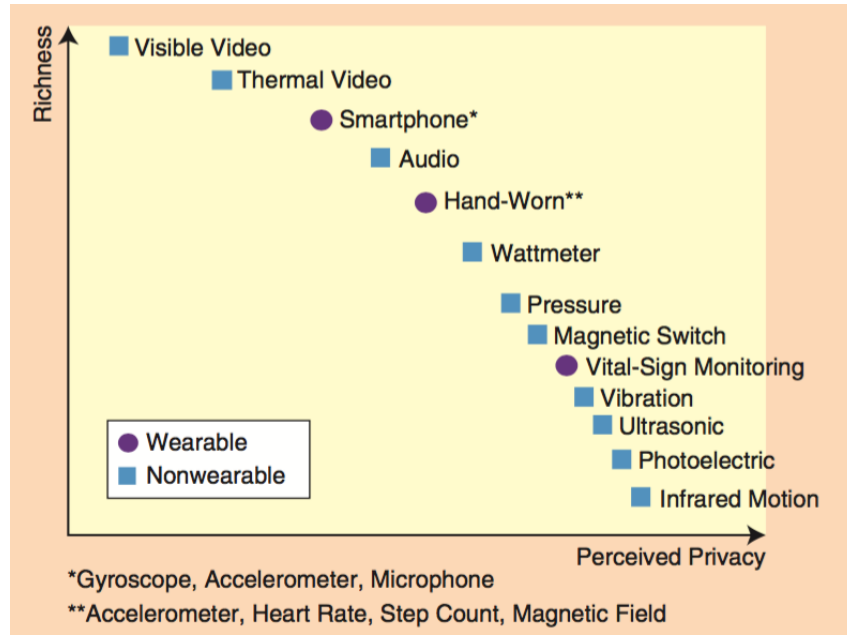 Richness
Visible Video
Thermal Video
Smartphone*
Audio
Hand-Worn**
Wattmeter
Pressure
Magnetic Switch
Vital-Sign Monitoring
Vibration
Ultrasonic
Photoelectric
Infrared Motion
Wearable
Nonwearable
Perceived Privacy
*Gyroscope, Accelerometer, Microphone
**Accelerometer, Heart Rate, Step Count, Magnetic Field